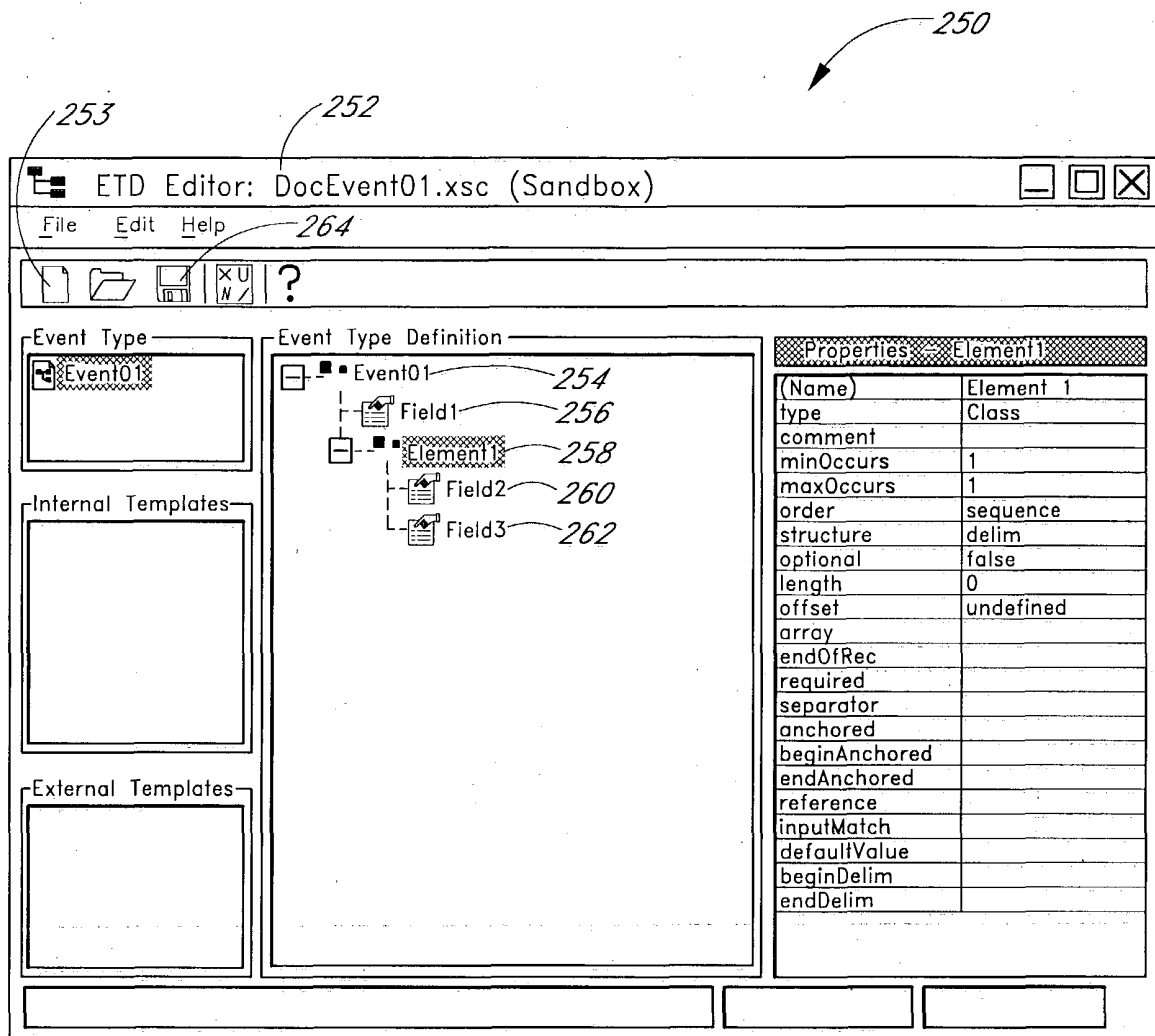 250
253
252
ETD Editor: DocEvent01.xsc (Sandbox)
File Edit Help
264
X U
N /
?
Event Type
Event01
Internal Templates
External Templates
Event Type Definition
Event01 254
Field1 256
Element1 258
Field2 260
Field3 262
Properties - Element1
(Name) Element 1
type Class
comment
minOccurs 1
maxOccurs 1
order sequence
structure delim
optional false
length 0
offset undefined
array
endOfRec
required
separator
anchored
beginAnchored
endAnchored
reference
inputMatch
defaultValue
beginDelim
endDelim